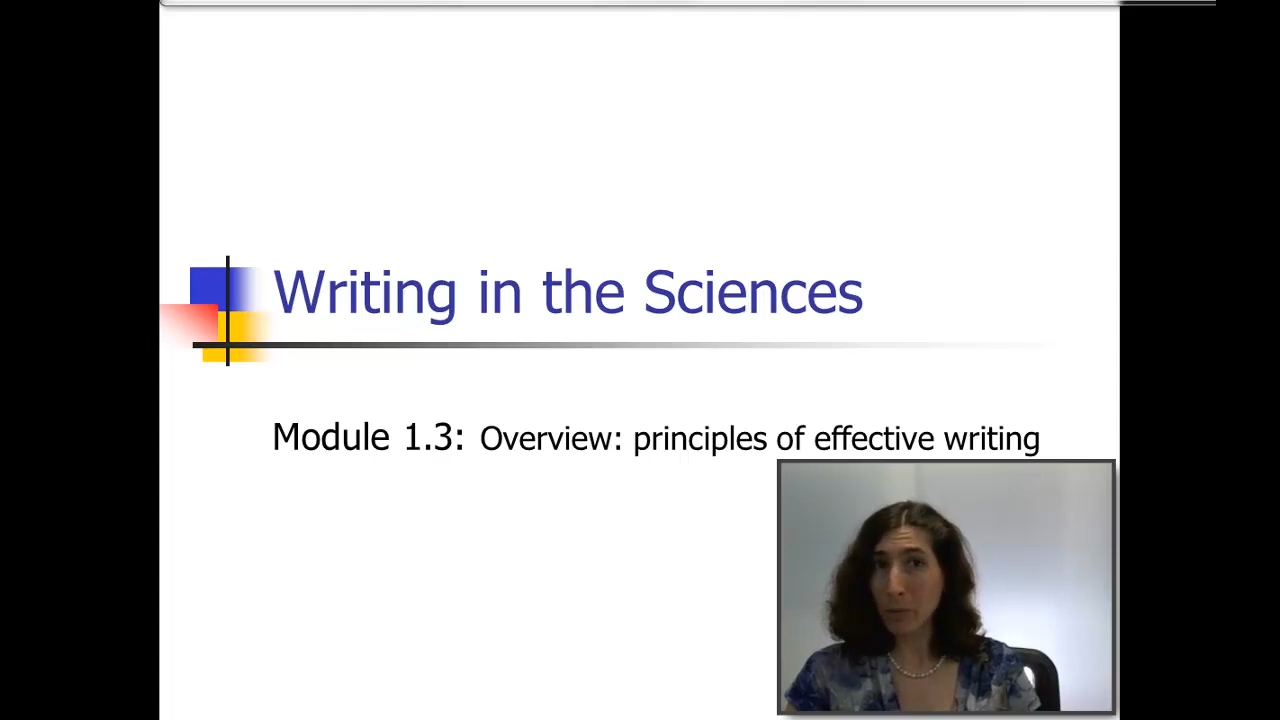 Writing in the Sciences
Module 1.3: Overview: principles of effective writing